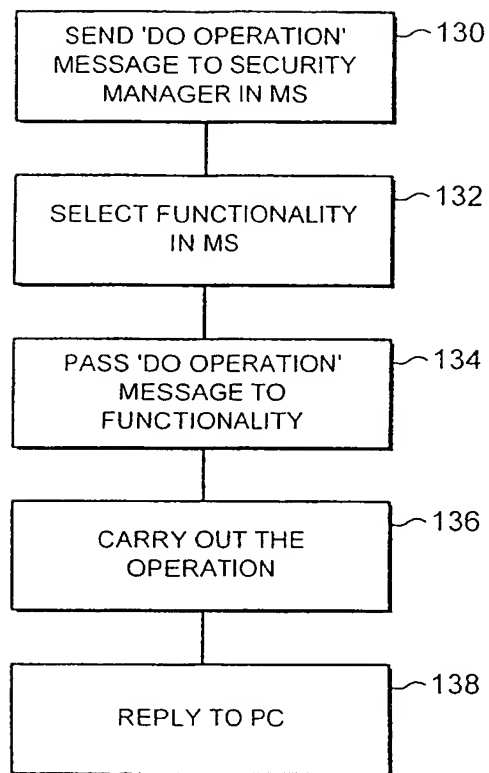 SEND 'DO OPERATION'
MESSAGE TO SECURITY
MANAGER IN MS
130
SELECT FUNCTIONALITY
IN MS
132
PASS 'DO OPERATION'
MESSAGE TO
FUNCTIONALITY
134
CARRY OUT THE
OPERATION
136
REPLY TO PC
138